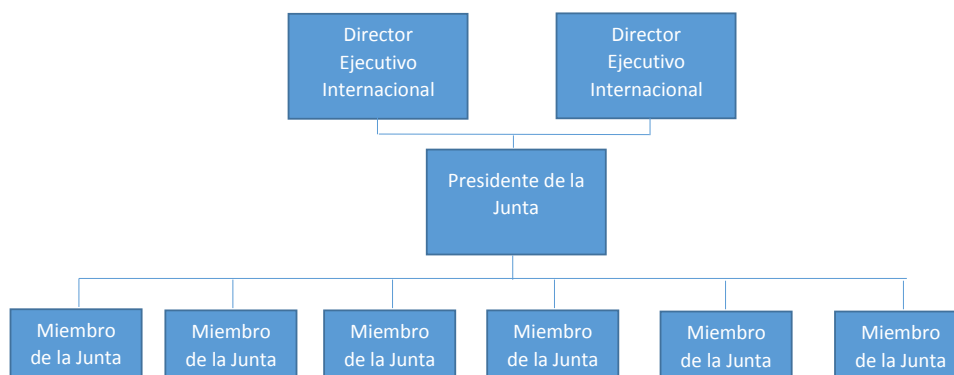 Director
Ejecutivo
Internacional
Director
Ejecutivo
Internacional
Presidente de la
Junta
Miembro
de la Junta
Miembro
de la Junta
Miembro
de la Junta
Miembro
de la Junta
Miembro
de la Junta
Miembro
de la Junta